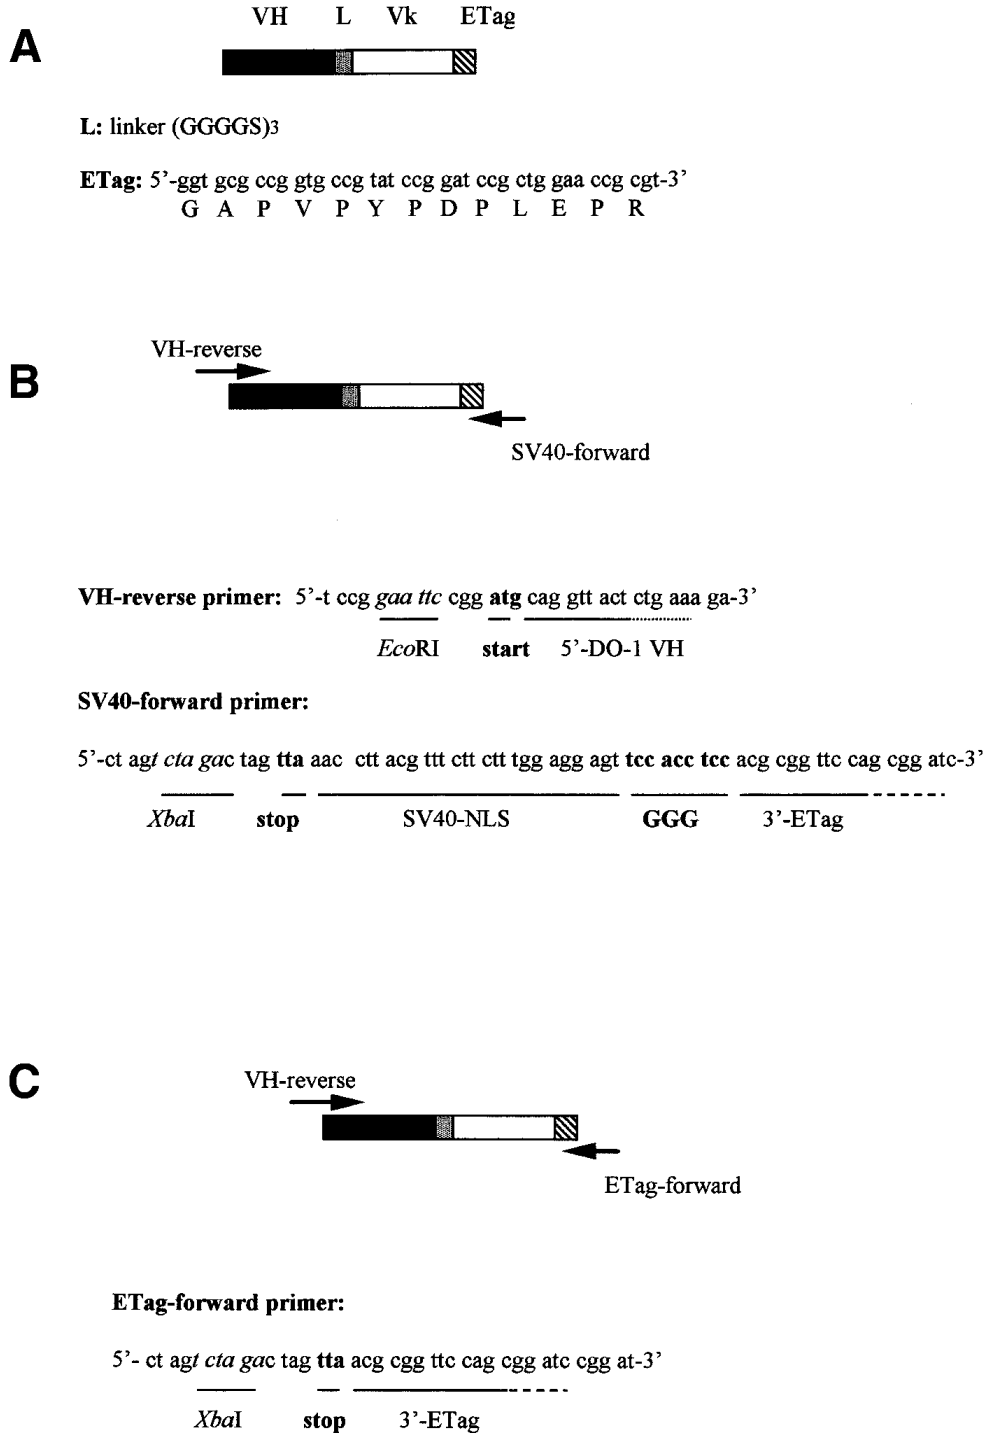 A
VH L Vk ETag
L: linker (GGGGS)3
ETag: 5’-ggt gcg ccg gtg ccg tat ccg gat ccg ctg gaa ccg cgt-3’
G A P V P Y P D P L E P R
B
VH-reverse
SV40-forward
VH-reverse primer: 5’-t ccg gaa ttc cgg atg cag gtt act ctg aaa ga-3’
EcoRI start 5’-DO-1 VH
SV40-forward primer:
5’-ct agt cta gac tag tta aac ctt acg ttt ctt ctt tgg agg agt tcc acc tcc acg cgg ttc cag cgg atc-3’
XbaI stop SV40-NLS GGG 3’-ETag
C
VH-reverse
ETag-forward
ETag-forward primer:
5’- ct agt cta gac tag tta acg cgg ttc cag cgg atc cgg at-3’
XbaI stop 3’-ETag